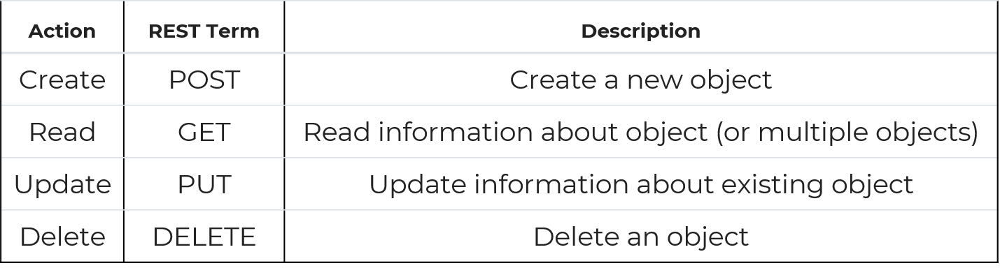 Action REST Term Description
Create POST Create a new object
Read GET Read information about object (or multiple objects)
Update PUT Update information about existing object
Delete DELETE Delete an object